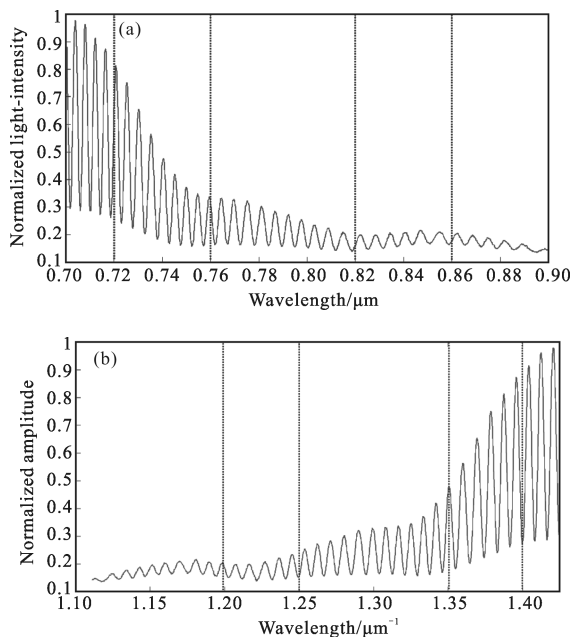 (a)
Normalized light-intensity
1
0.9
0.8
0.7
0.6
0.5
0.4
0.3
0.2
0.1
0.70 0.72 0.74 0.76 0.78 0.80 0.82 0.84 0.86 0.88 0.90
Wavelength/μm
(b)
Normalized amplitude
1
0.9
0.8
0.7
0.6
0.5
0.4
0.3
0.2
0.1
1.10 1.15 1.20 1.25 1.30 1.35 1.40
Wavelength/μm⁻¹